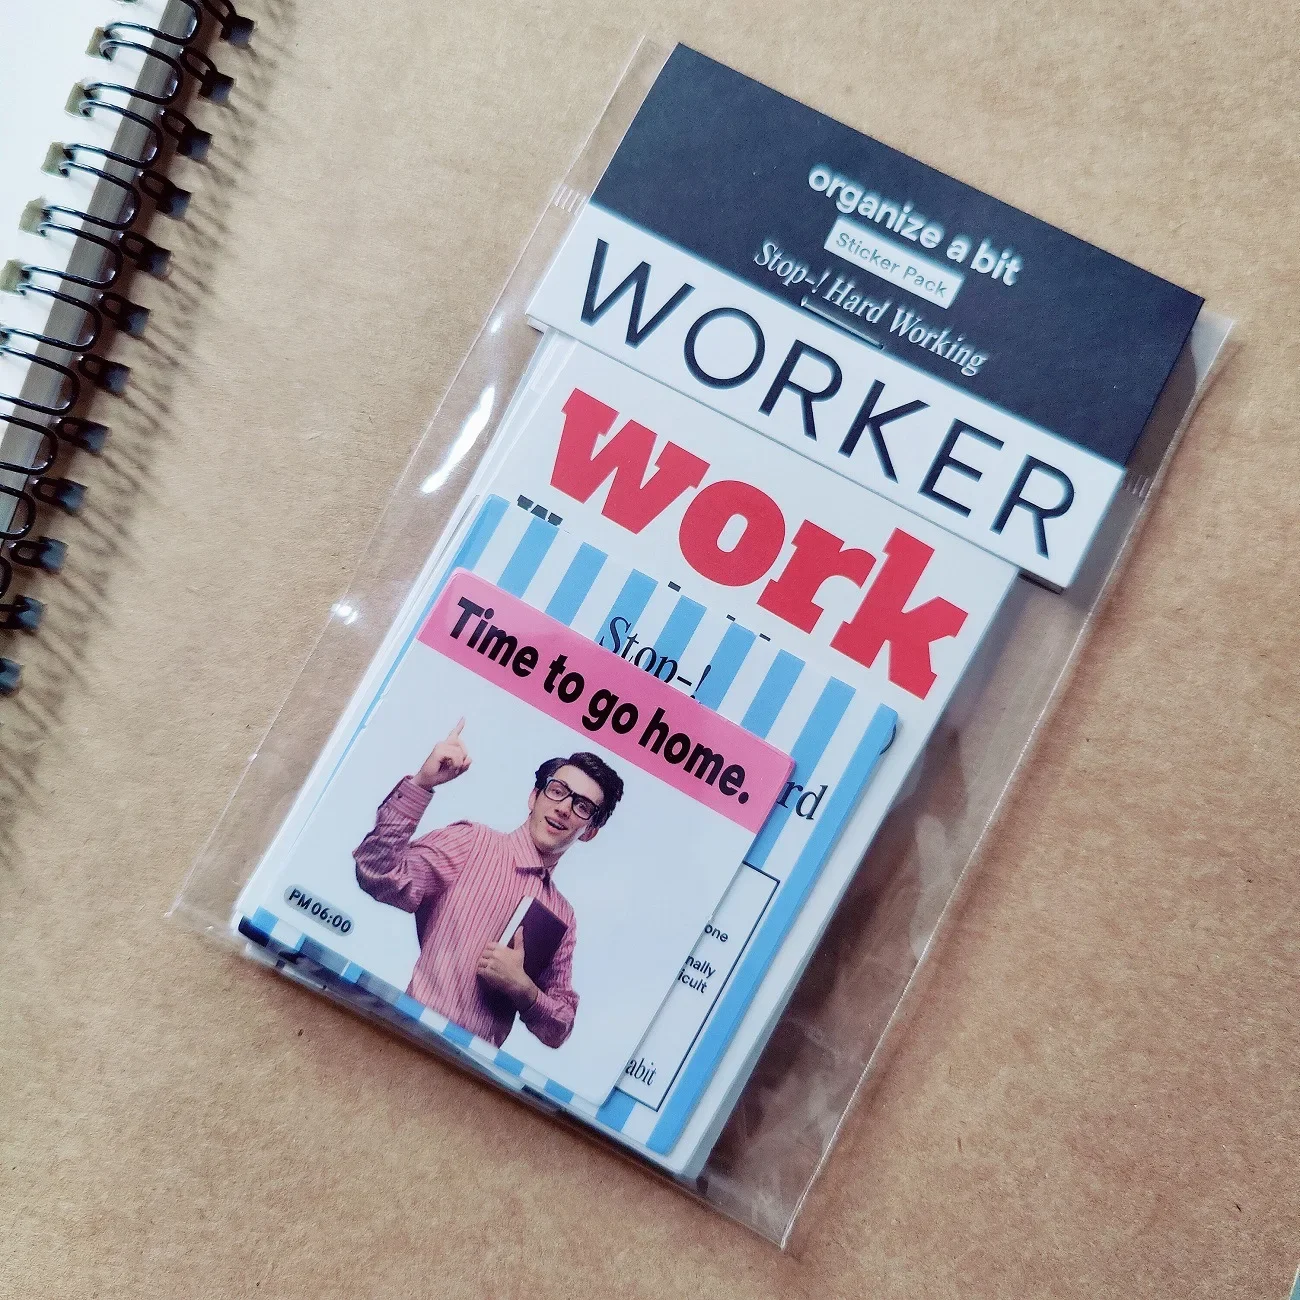 organize a bit
Sticker Pack
Stop-! Hard Working
WORKER
work
Stop-!
Time to go home.
rd
one
nally
icult
PM 06:00
abit